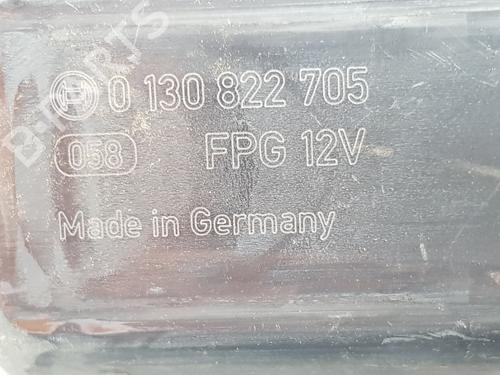 0 130 822 705
058 FPG 12V
Made in Germany
B-PARTS